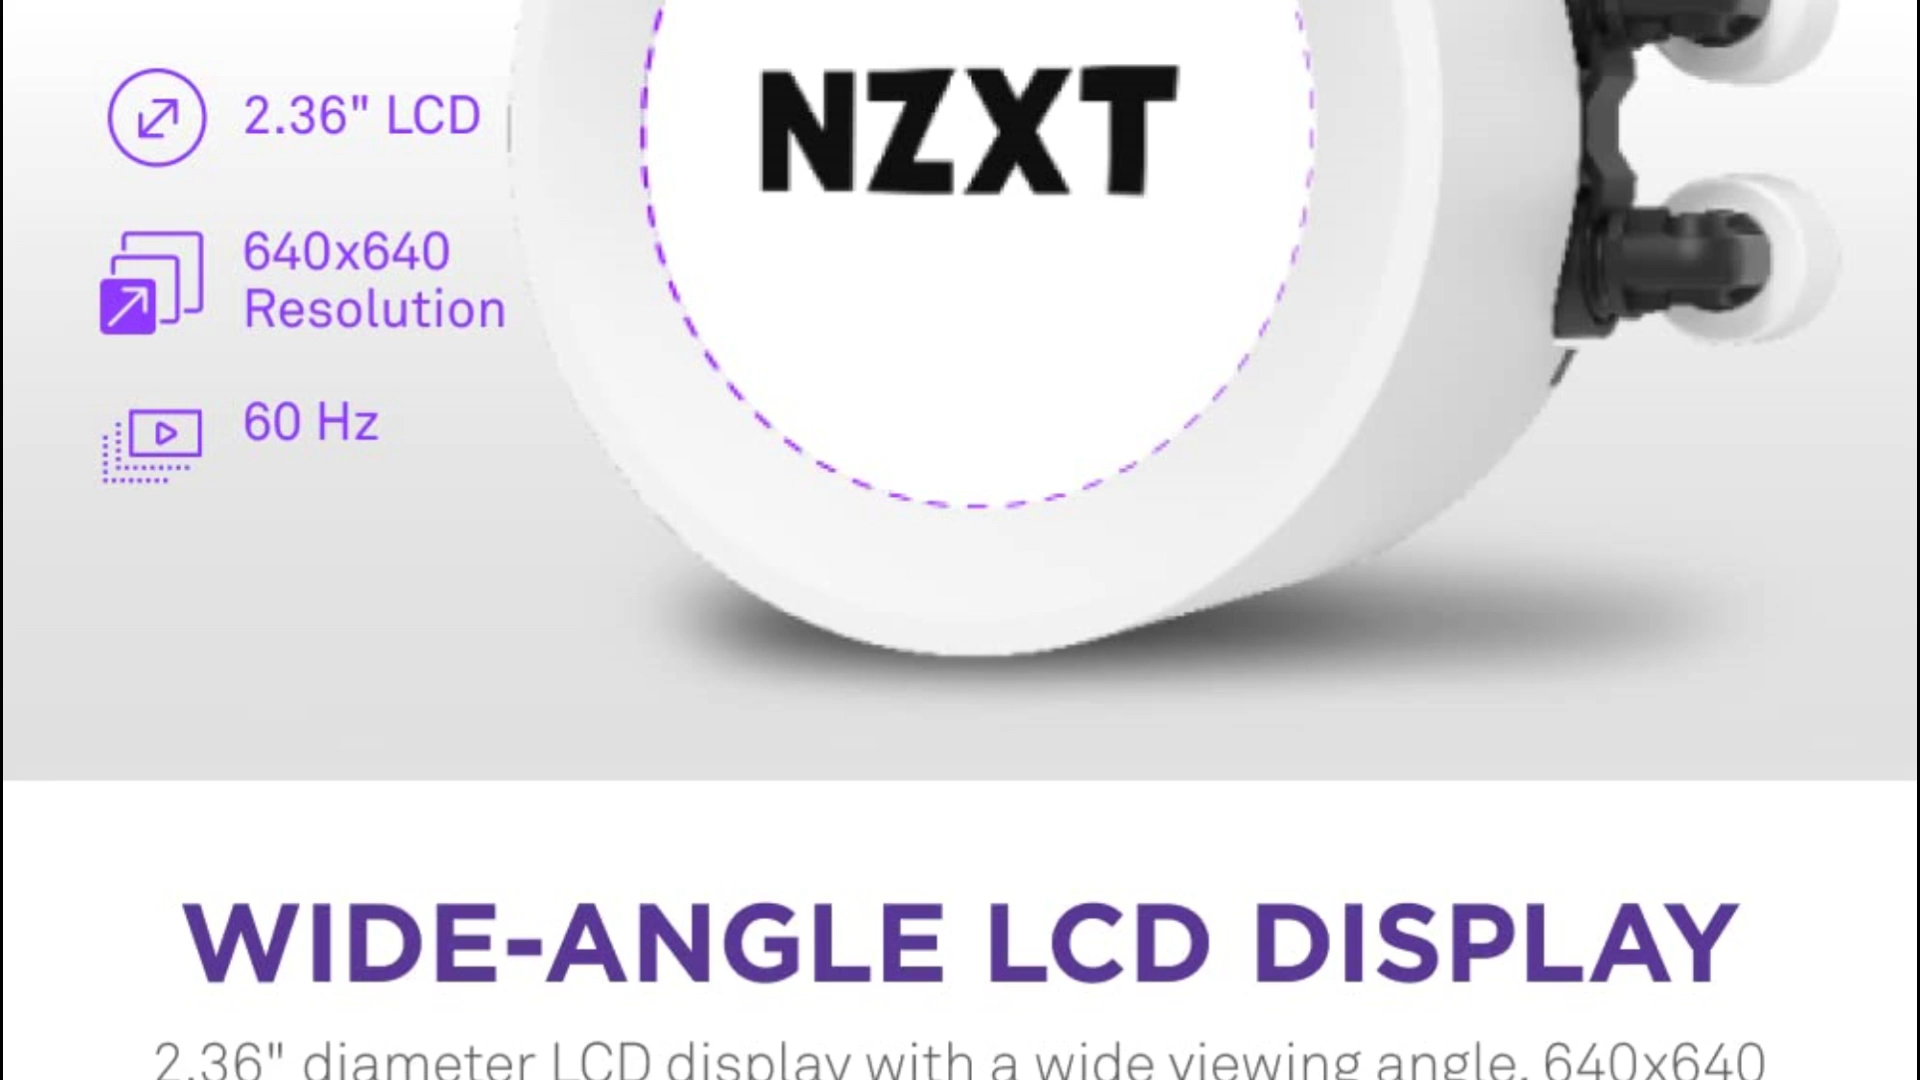 2.36" LCD
NZXT
640x640
Resolution
60 Hz
WIDE-ANGLE LCD DISPLAY
2.36" diameter LCD display with a wide viewing angle, 640x640